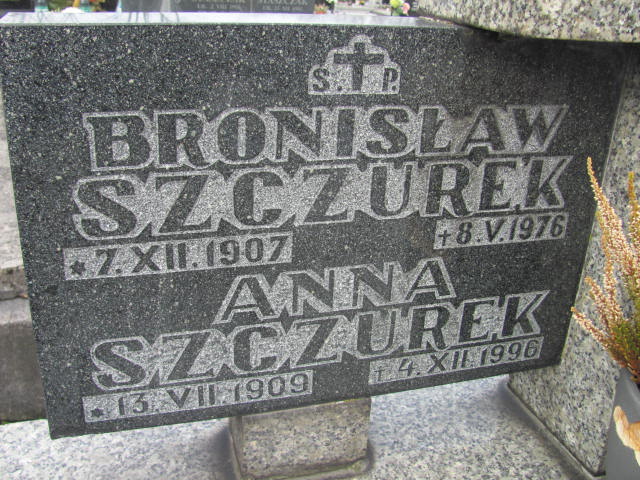 Ś. P.
BRONISŁAW
SZCZUREK
* 7. XII. 1907 † 8. V. 1976
ANNA
SZCZUREK
* 13. VII. 1909 † 4. XII. 1996